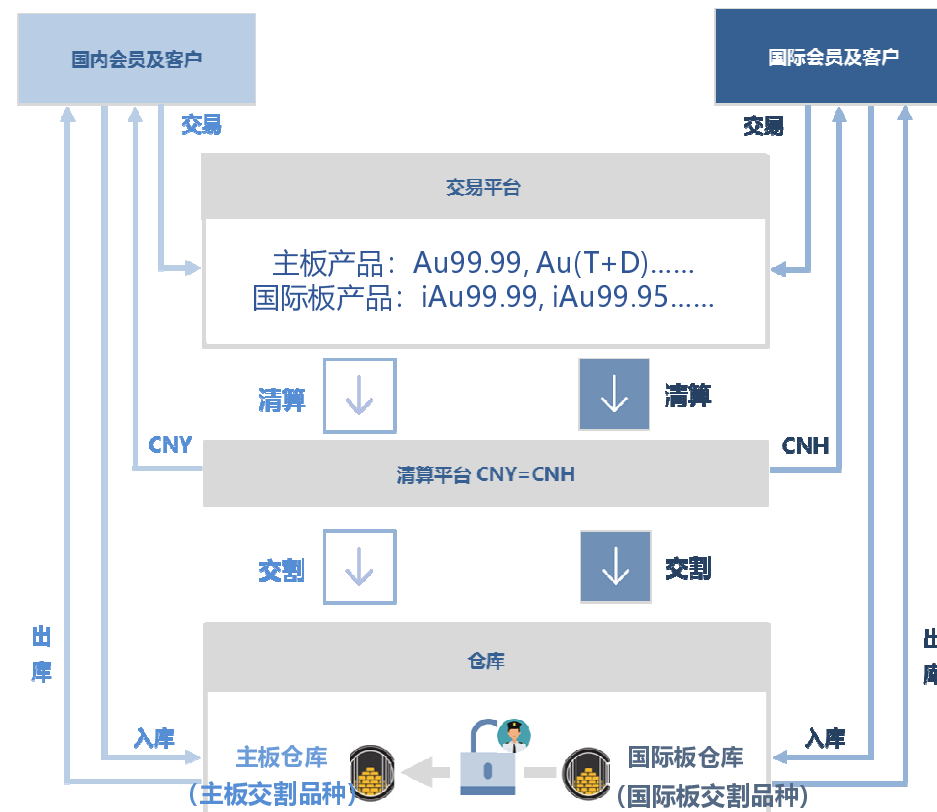 国内会员及客户
国际会员及客户
交易
交易
交易平台
主板产品：Au99.99, Au(T+D)……
国际板产品：iAu99.99, iAu99.95……
清算
清算
CNY
CNH
清算平台 CNY=CNH
交割
交割
出库
出库
仓库
入库
入库
主板仓库
（主板交割品种）
国际板仓库
（国际板交割品种）